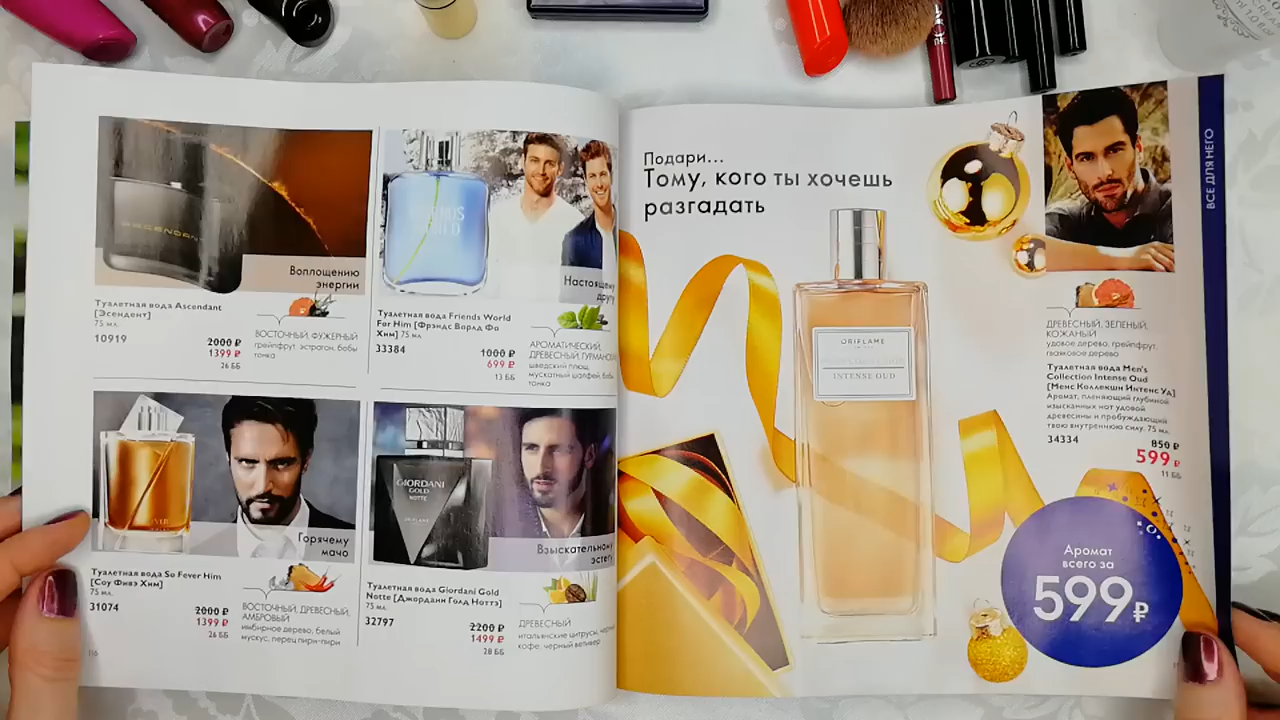 Воплощению
энергии
Туалетная вода Ascendant
[Эсендент]
75 мл.
10919
2000 ₽
1399 ₽
26 ББ
ВОСТОЧНЫЙ, ФУЖЕРНЫЙ
грейпфрут, эстрагон, бобы
тонка
Настоящему
другу
Туалетная вода Friends World
For Him [Фрэндс Ворлд Фо
Хим] 75 мл.
33384
1000 ₽
699 ₽
13 ББ
АРОМАТИЧЕСКИЙ,
ДРЕВЕСНЫЙ, ГУРМАНСКИЙ
шведский плющ,
мускатный шалфей, бобы
тонка
Горячему
мачо
Туалетная вода So Fever Him
[Соу Фивэ Хим]
75 мл.
31074
2000 ₽
1399 ₽
26 ББ
ВОСТОЧНЫЙ, ДРЕВЕСНЫЙ,
АМБРОВЫЙ
имбирное дерево, белый
мускус, перец пири-пири
GIORDANI
GOLD
NOTTE
Взыскательному
эстету
Туалетная вода Giordani Gold
Notte [Джордани ГолдНоттэ]
75 мл.
32797
2200 ₽
1499 ₽
28 ББ
ДРЕВЕСНЫЙ
итальянские цитрусы,
кофе, черный ветивер
116
Подари...
Тому, кого ты хочешь
разгадать
ORIFLAME
INTENSE OUD
ДРЕВЕСНЫЙ, ЗЕЛЕНЫЙ,
КОЖАНЫЙ
удовое дерево, грейпфрут,
гваяковое дерево
Туалетная вода Men's
Collection Intense Oud
[Менс Коллекшн Интенс Уд]
Аромат, пленяющий глубиной
изысканных нот удовой
древесины и пробуждающий
твою внутреннюю силу. 75 мл.
34334
850 ₽
599 ₽
11 ББ
Аромат
всего за
599₽
ВСЕ ДЛЯ НЕГО